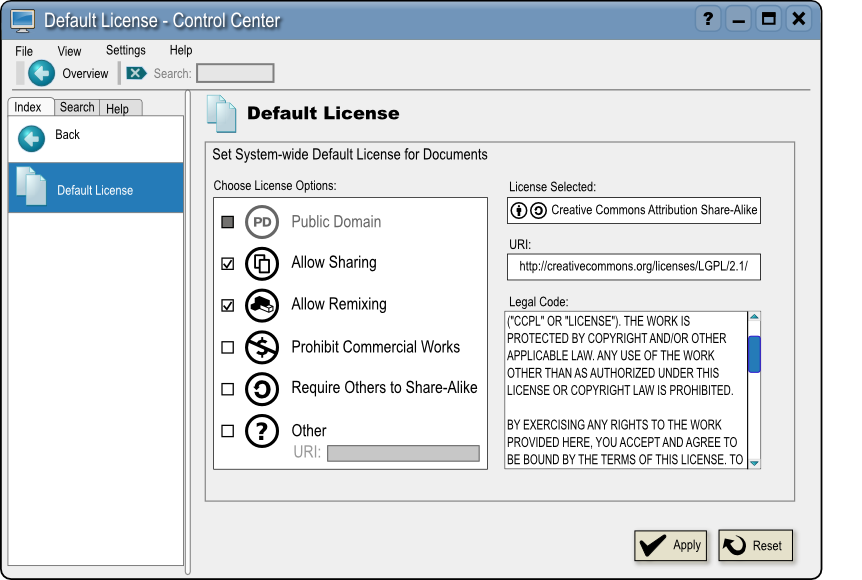 Default License - Control Center
?
File View Settings Help
Overview Search:
Index Search Help
Back
Default License
Default License
Set System-wide Default License for Documents
Choose License Options:
PD Public Domain
Allow Sharing
Allow Remixing
$ Prohibit Commercial Works
Require Others to Share-Alike
? Other
URI:
License Selected:
Creative Commons Attribution Share-Alike
URI:
http://creativecommons.org/licenses/LGPL/2.1/
Legal Code:
("CCPL" OR "LICENSE"). THE WORK IS
PROTECTED BY COPYRIGHT AND/OR OTHER
APPLICABLE LAW. ANY USE OF THE WORK
OTHER THAN AS AUTHORIZED UNDER THIS
LICENSE OR COPYRIGHT LAW IS PROHIBITED.
BY EXERCISING ANY RIGHTS TO THE WORK
PROVIDED HERE, YOU ACCEPT AND AGREE TO
BE BOUND BY THE TERMS OF THIS LICENSE. TO
Apply Reset